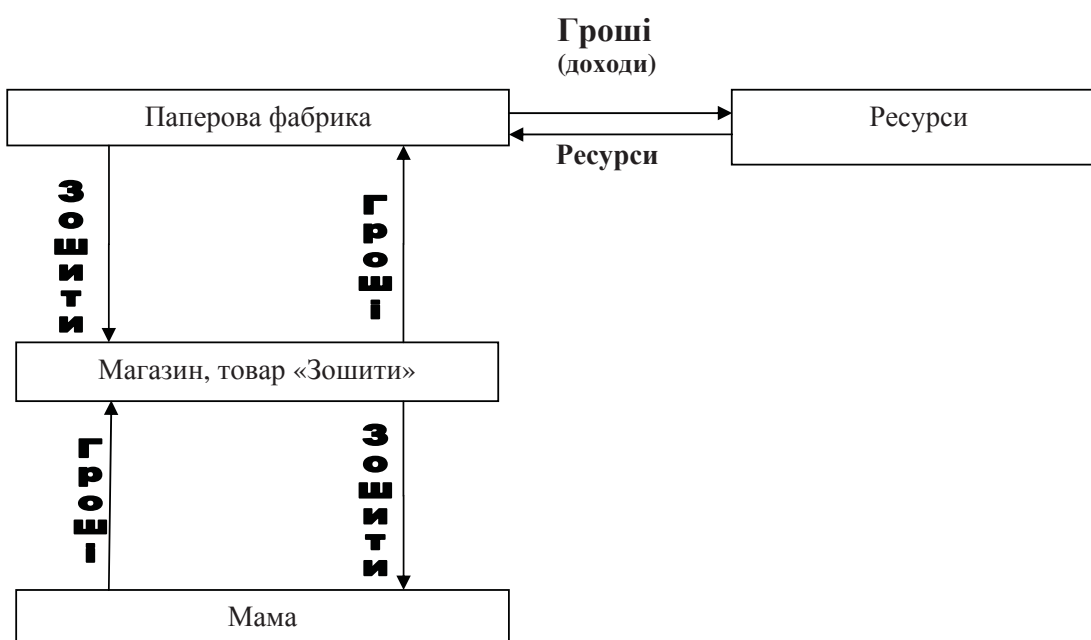 Гроші
(доходи)
Паперова фабрика
Ресурси
Ресурси
Зошити
Гроші
Магазин, товар «Зошити»
Гроші
Зошити
Мама